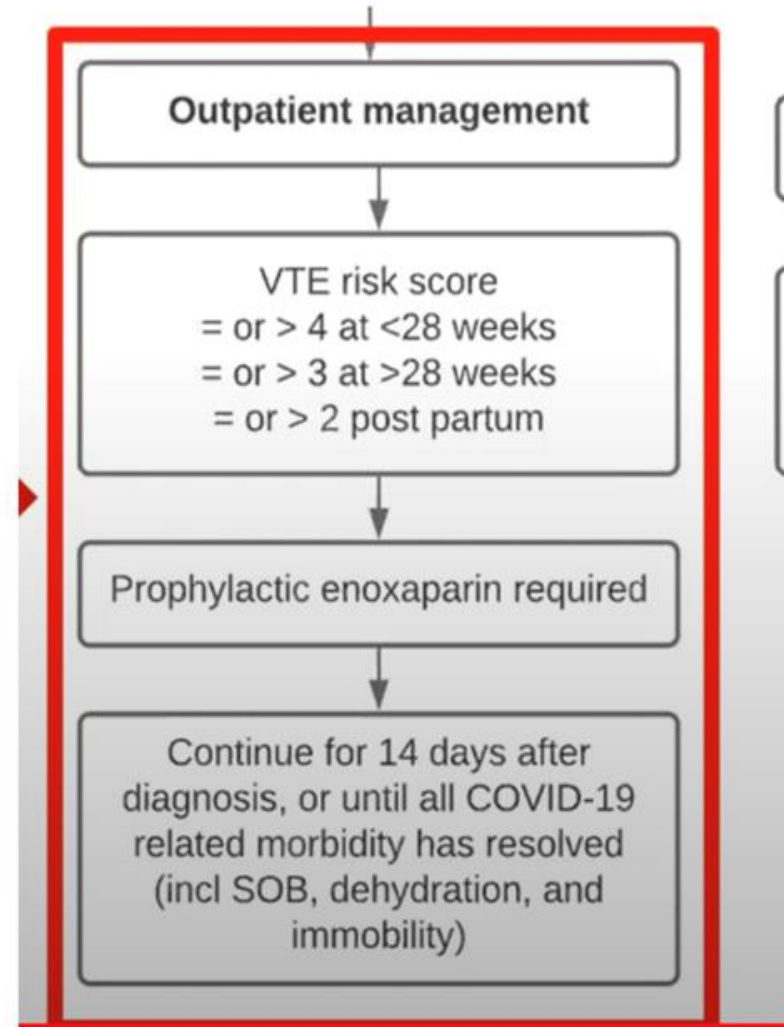 Outpatient management
VTE risk score
= or > 4 at <28 weeks
= or > 3 at >28 weeks
= or > 2 post partum
Prophylactic enoxaparin required
Continue for 14 days after
diagnosis, or until all COVID-19
related morbidity has resolved
(incl SOB, dehydration, and
immobility)